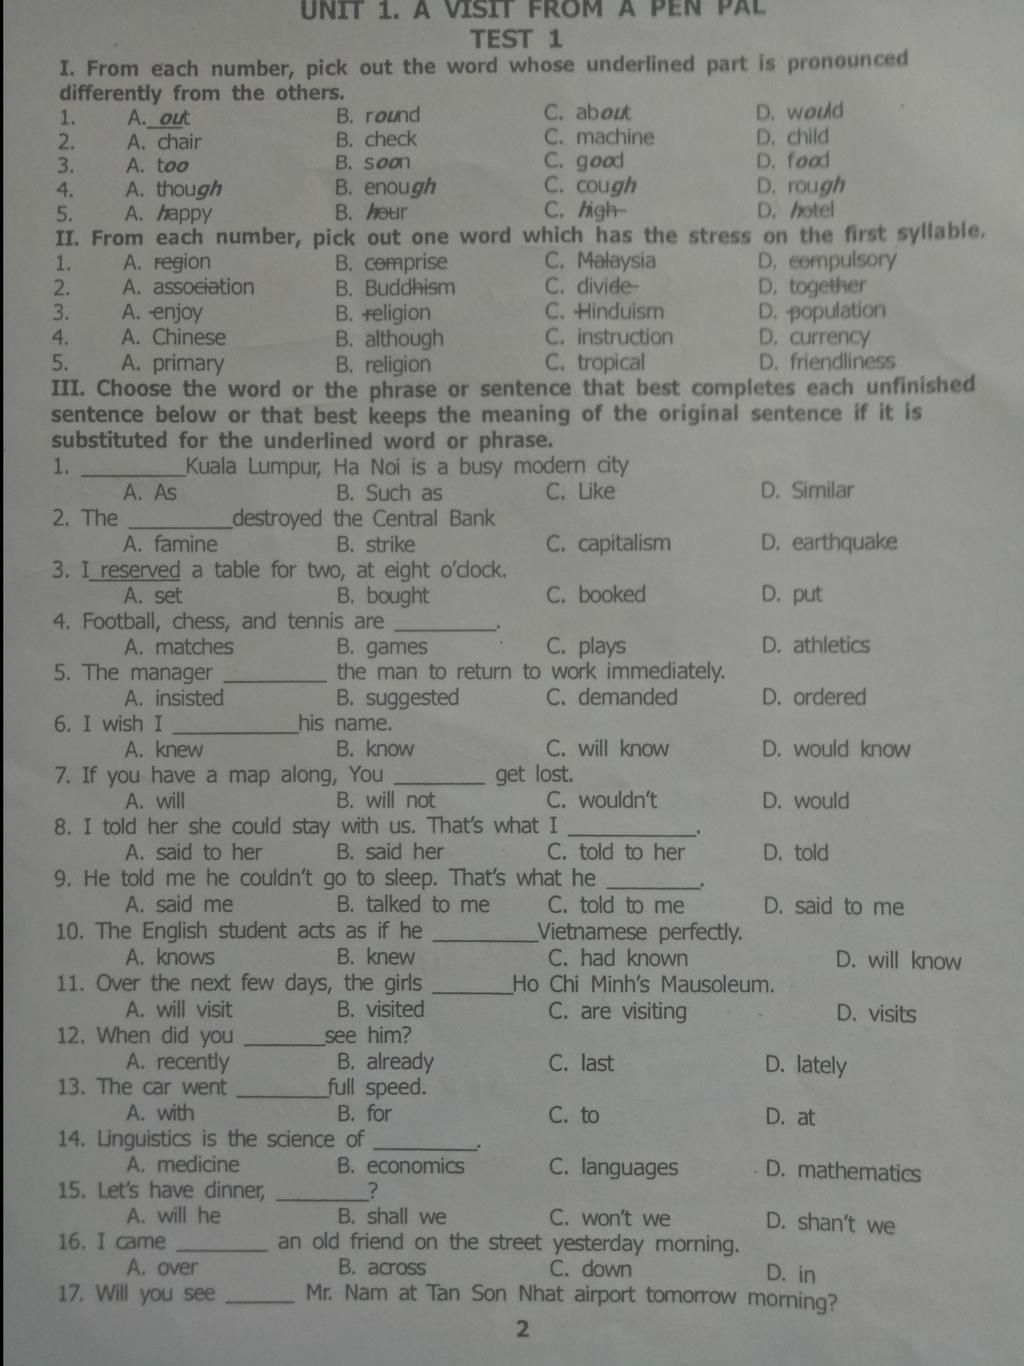 UNIT 1. A VISIT FROM A PEN PAL
TEST 1
I. From each number, pick out the word whose underlined part is pronounced
differently from the others.
1. A. out B. round C. about D. would
2. A. chair B. check C. machine D. child
3. A. too B. soon C. good D. food
4. A. though B. enough C. cough D. rough
5. A. happy B. hour C. high D. hotel
II. From each number, pick out one word which has the stress on the first syllable.
1. A. region B. comprise C. Malaysia D. compulsory
2. A. association B. Buddhism C. divide D. together
3. A. enjoy B. religion C. Hinduism D. population
4. A. Chinese B. although C. instruction D. currency
5. A. primary B. religion C. tropical D. friendliness
III. Choose the word or the phrase or sentence that best completes each unfinished
sentence below or that best keeps the meaning of the original sentence if it is
substituted for the underlined word or phrase.
1. _________Kuala Lumpur, Ha Noi is a busy modern city
A. As B. Such as C. Like D. Similar
2. The _________destroyed the Central Bank
A. famine B. strike C. capitalism D. earthquake
3. I reserved a table for two, at eight o'clock.
A. set B. bought C. booked D. put
4. Football, chess, and tennis are _________.
A. matches B. games C. plays D. athletics
5. The manager _________ the man to return to work immediately.
A. insisted B. suggested C. demanded D. ordered
6. I wish I ___________his name.
A. knew B. know C. will know D. would know
7. If you have a map along, You ________ get lost.
A. will B. will not C. wouldn't D. would
8. I told her she could stay with us. That's what I ___________.
A. said to her B. said her C. told to her D. told
9. He told me he couldn't go to sleep. That's what he ________.
A. said me B. talked to me C. told to me D. said to me
10. The English student acts as if he _________Vietnamese perfectly.
A. knows B. knew C. had known D. will know
11. Over the next few days, the girls _______Ho Chi Minh's Mausoleum.
A. will visit B. visited C. are visiting D. visits
12. When did you _______see him?
A. recently B. already C. last D. lately
13. The car went ________full speed.
A. with B. for C. to D. at
14. Linguistics is the science of _________.
A. medicine B. economics C. languages D. mathematics
15. Let's have dinner, ________?
A. will he B. shall we C. won't we D. shan't we
16. I came ________ an old friend on the street yesterday morning.
A. over B. across C. down D. in
17. Will you see ______ Mr. Nam at Tan Son Nhat airport tomorrow morning?
2